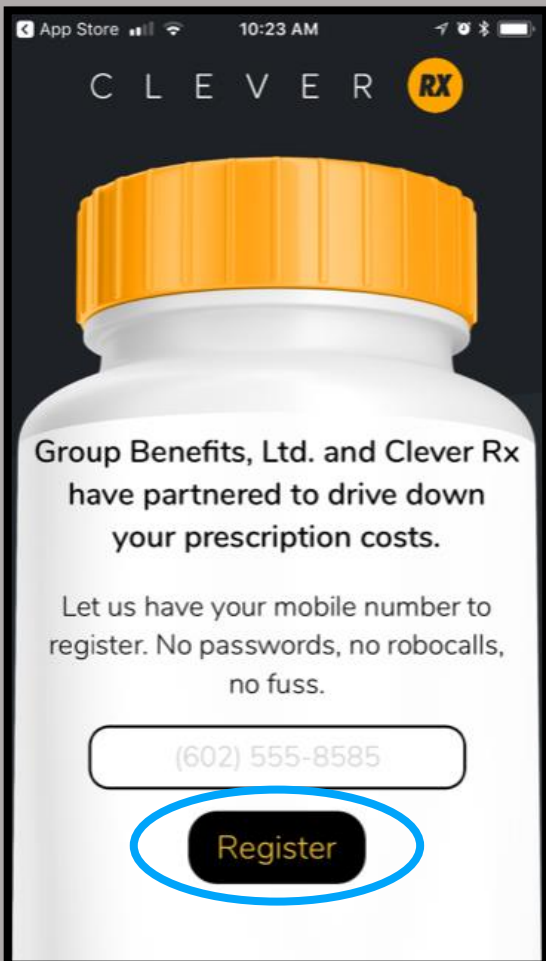 App Store 10:23 AM
CLEVER RX
Group Benefits, Ltd. and Clever Rx
have partnered to drive down
your prescription costs.
Let us have your mobile number to
register. No passwords, no robocalls,
no fuss.
(602) 555-8585
Register